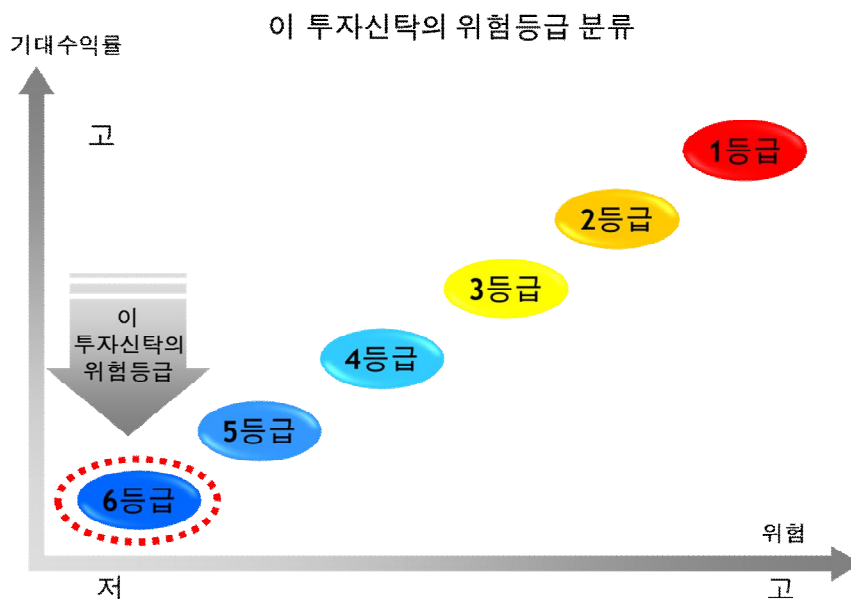 이 투자신탁의 위험등급 분류
기대수익률
고
1등급
2등급
3등급
이
투자신탁의
위험등급
4등급
5등급
6등급
위험
저
고